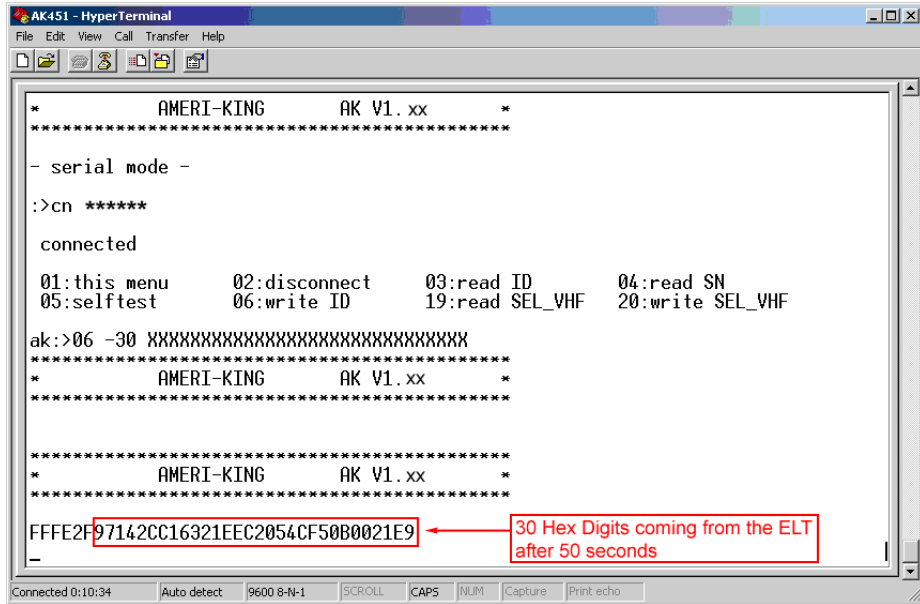 AK451 - HyperTerminal
File Edit View Call Transfer Help
* AMERI-KING AK V1.xx *
*********************************************
- serial mode -
:>cn ******
connected
01:this menu 02:disconnect 03:read ID 04:read SN
05:selftest 06:write ID 19:read SEL_VHF 20:write SEL_VHF
ak:>06 -30 XXXXXXXXXXXXXXXXXXXXXXXXXXXXXX
*********************************************
* AMERI-KING AK V1.xx *
*********************************************
*********************************************
* AMERI-KING AK V1.xx *
*********************************************
FFFE2F97142CC16321EEC2054CF50B0021E9
30 Hex Digits coming from the ELT
after 50 seconds
_
Connected 0:10:34 Auto detect 9600 8-N-1 SCROLL CAPS NUM Capture Print echo